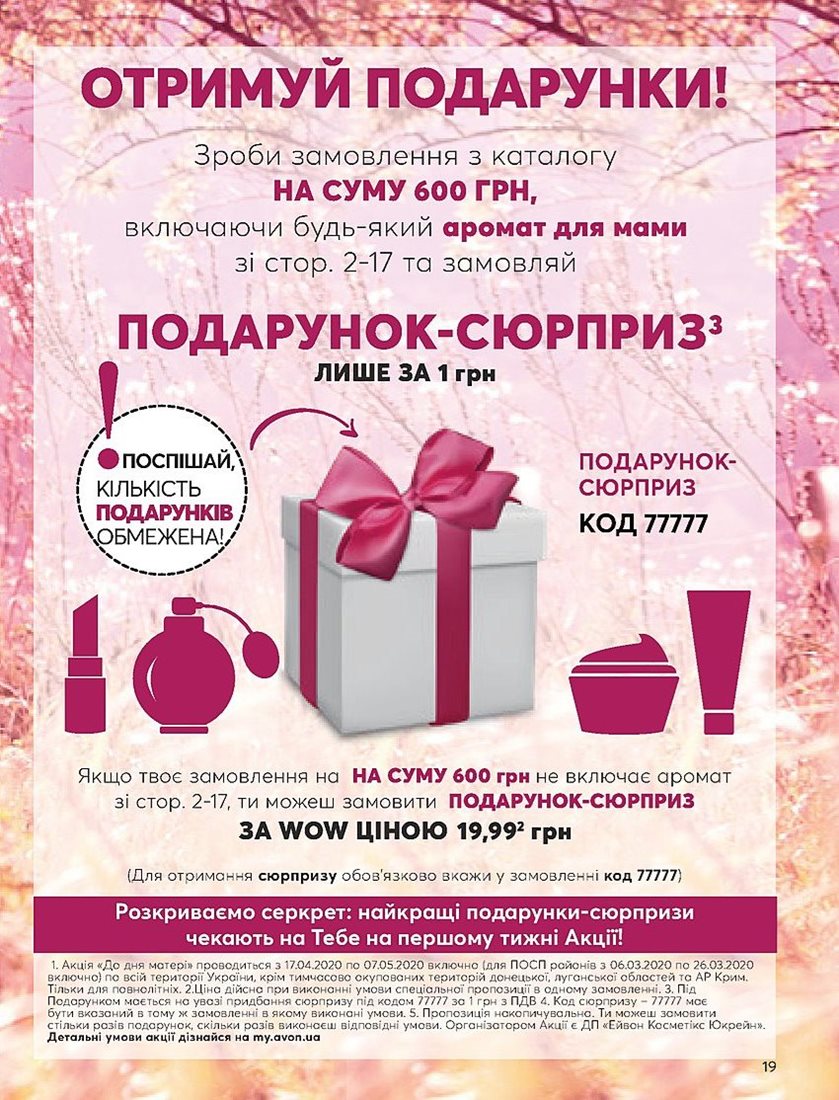 ОТРИМУЙ ПОДАРУНКИ!
Зроби замовлення з каталогу
НА СУМУ 600 ГРН,
включаючи будь-який аромат для мами
зі стор. 2-17 та замовляй
ПОДАРУНОК-СЮРПРИЗ³
ЛИШЕ ЗА 1 грн
ПОСПІШАЙ,
КІЛЬКІСТЬ
ПОДАРУНКІВ
ОБМЕЖЕНА!
ПОДАРУНОК-
СЮРПРИЗ
КОД 77777
Якщо твоє замовлення на НА СУМУ 600 грн не включає аромат
зі стор. 2-17, ти можеш замовити ПОДАРУНОК-СЮРПРИЗ
ЗА WOW ЦІНОЮ 19,99² грн
(Для отримання сюрпризу обов'язково вкажи у замовленні код 77777)
Розкриваємо серкрет: найкращі подарунки-сюрпризи
чекають на Тебе на першому тижні Акції!
1. Акція «До дня матері» проводиться з 17.04.2020 по 07.05.2020 включно (для ПОСП районів з 06.03.2020 по 26.03.2020
включно) по всій території України, крім тимчасово окупованих територій донецької, луганської областей та АР Крим.
Тільки для повнолітніх. 2.Ціна дійсна при виконанні умови спеціальної пропозиції в одному замовленні. 3. Під
Подарунком мається на увазі придбання сюрпризу під кодом 77777 за 1 грн з ПДВ 4. Код сюрпризу – 77777 має
бути вказаний в тому ж замовленні в якому виконані умови. 5. Пропозиція накопичувальна. Ти можеш замовити
стільки разів подарунок, скільки разів виконаєш відповідні умови. Організатором Акції є ДП «Ейвон Косметікс Юкрейн».
Детальні умови акції дізнайся на my.avon.ua
19